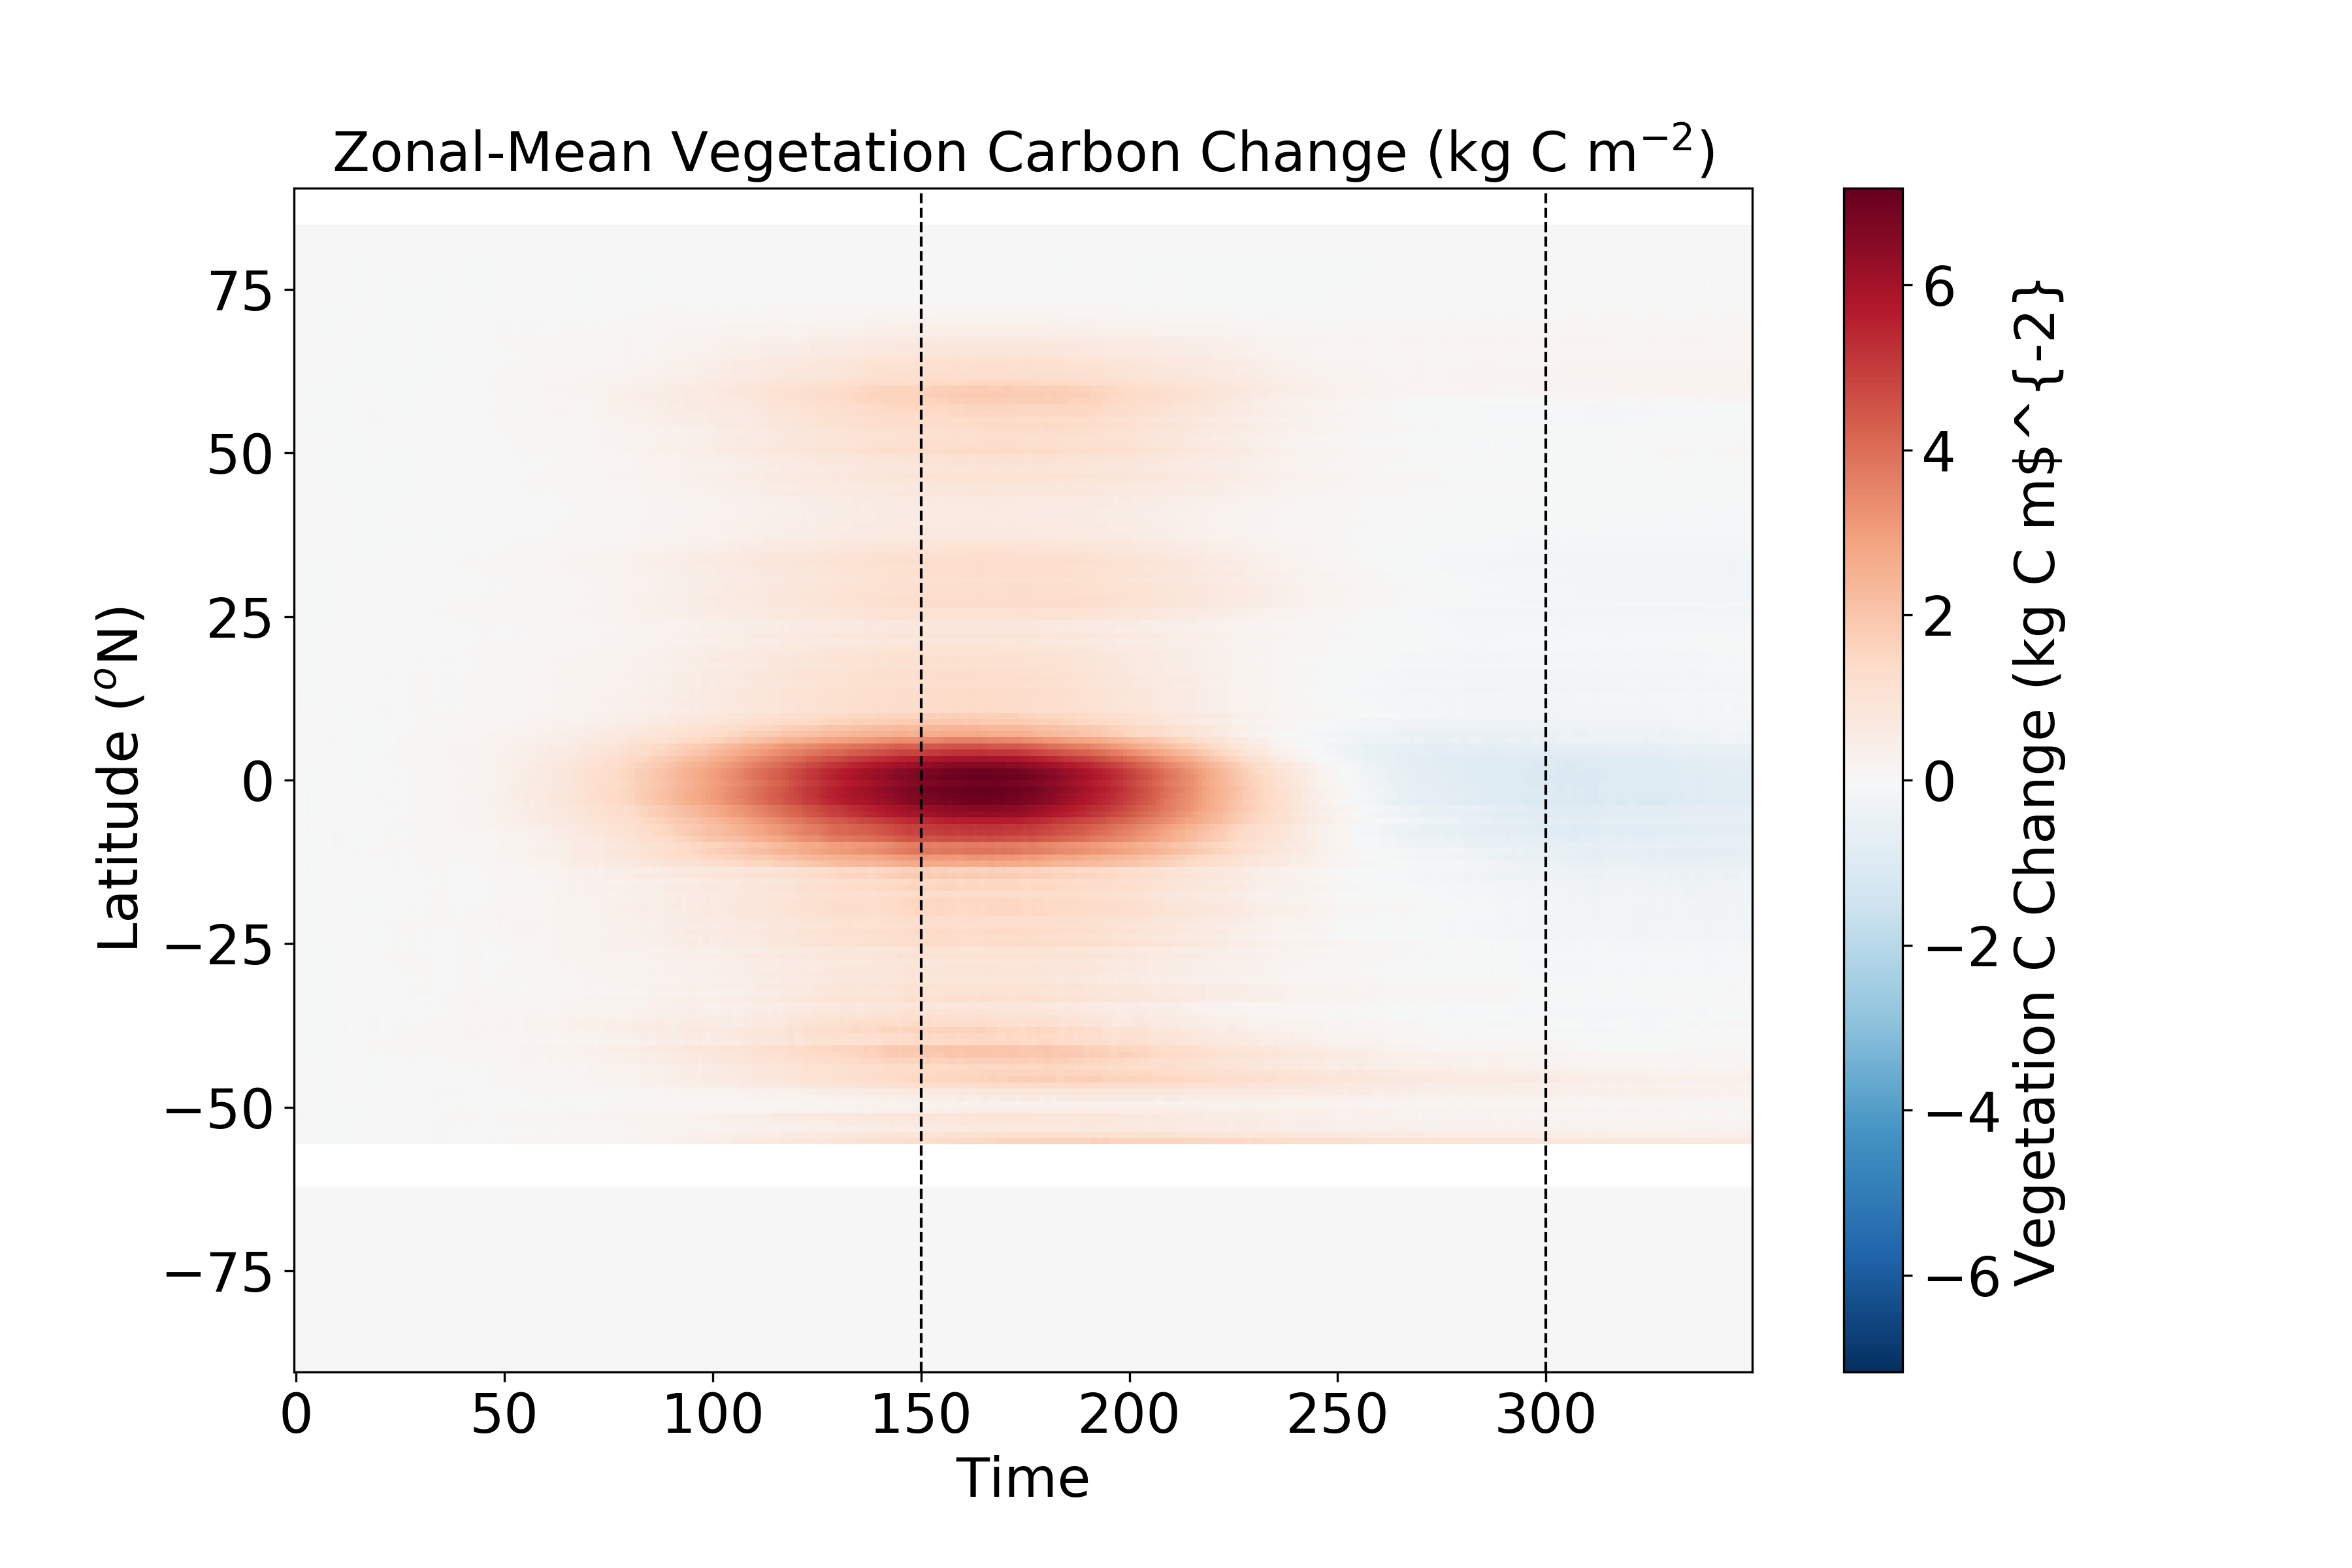 Zonal-Mean Vegetation Carbon Change (kg C m⁻²)
75
50
25
0
−25
−50
−75
Latitude (ᵒN)
0 50 100 150 200 250 300
Time
6
4
2
0
−2
−4
−6
Vegetation C Change (kg C m$^{-2}